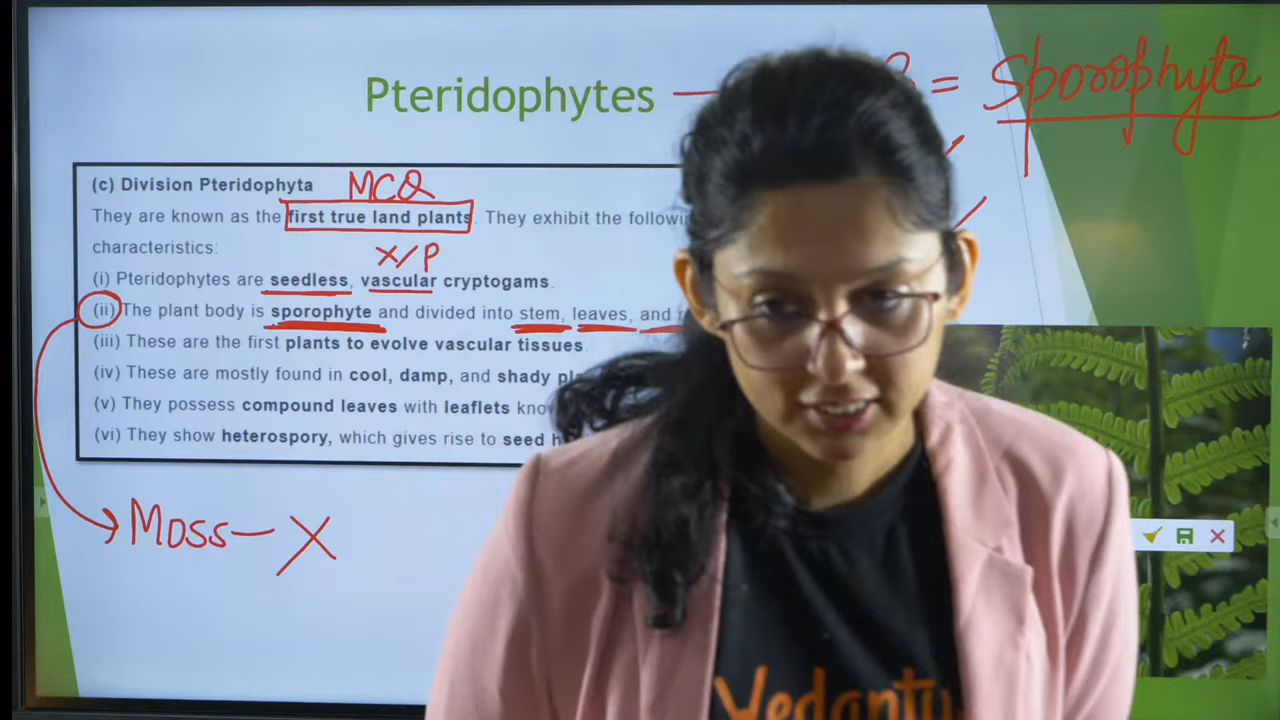 Pteridophytes — = Sporophyte
(c) Division Pteridophyta MCQ
They are known as the first true land plants. They exhibit the
characteristics: X/P
(i) Pteridophytes are seedless, vascular cryptogams.
(ii) The plant body is sporophyte and divided into stem, leaves, and
(iii) These are the first plants to evolve vascular tissues.
(iv) These are mostly found in cool, damp, and shady
(v) They possess compound leaves with leaflets
(vi) They show heterospory, which gives rise to seed
Moss — X
Vedantu